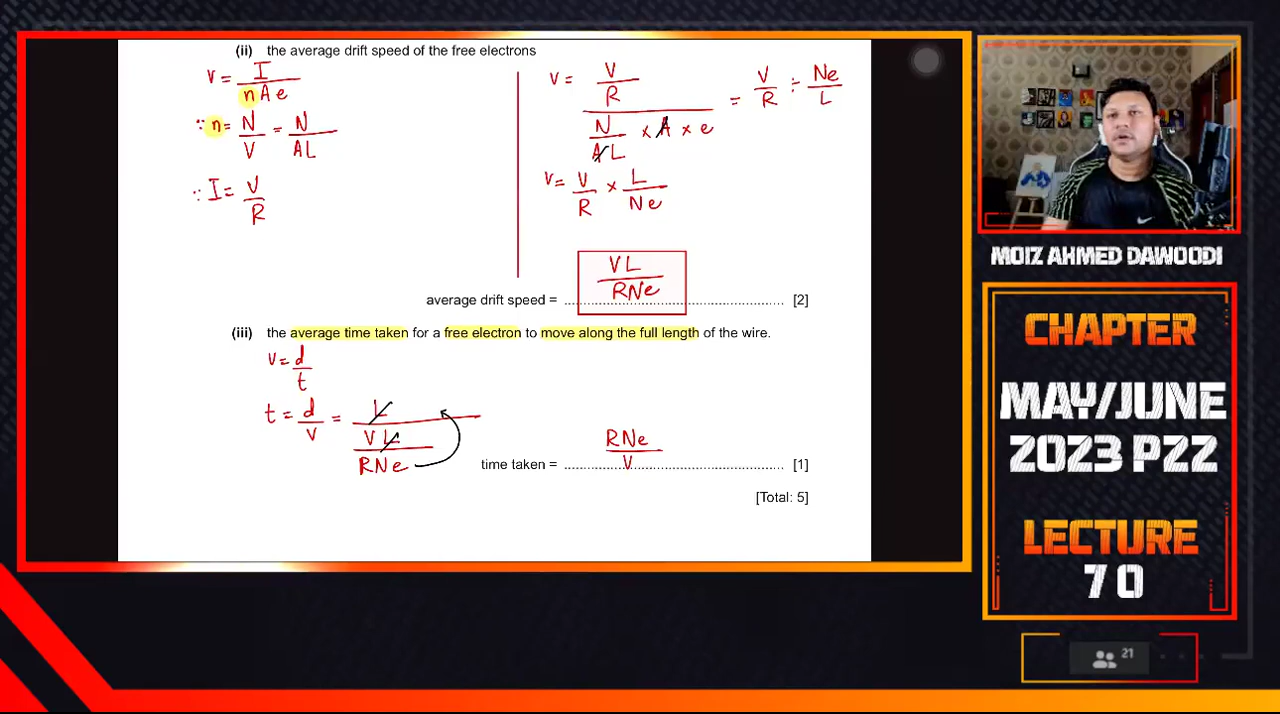 (ii) the average drift speed of the free electrons
v = I / nAe
∵ n = N / V = N / AL
∵ I = V / R
v = (V / R) / (N / AL × A × e) = V / R ÷ Ne / L
v = V / R × L / Ne
VL / RNe
average drift speed = ........................................ [2]
(iii) the average time taken for a free electron to move along the full length of the wire.
v = d / t
t = d / v = L / (VL / RNe)
RNe / V
time taken = ........................................ [1]
[Total: 5]
MOIZ AHMED DAWOODI
CHAPTER
MAY/JUNE
2023 P22
LECTURE
70
21